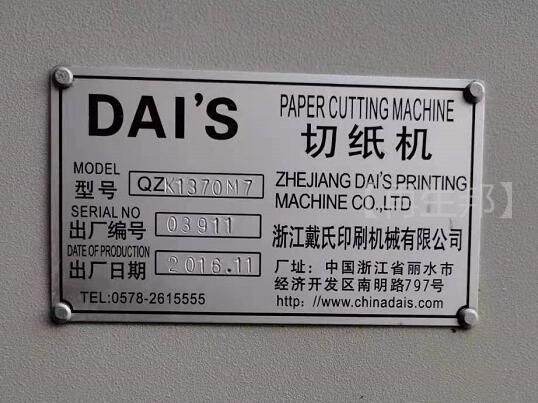 DAI'S
PAPER CUTTING MACHINE
切纸机
MODEL
型号 QZK1370M7
ZHEJIANG DAI'S PRINTING
MACHINE CO.,LTD
SERIAL NO
出厂编号 03911
浙江戴氏印刷机械有限公司
DATE OF PRODUCTION
出厂日期 2016.11
厂址：中国浙江省丽水市
经济开发区南明路797号
TEL:0578-2615555
http: //www.chinadais.com